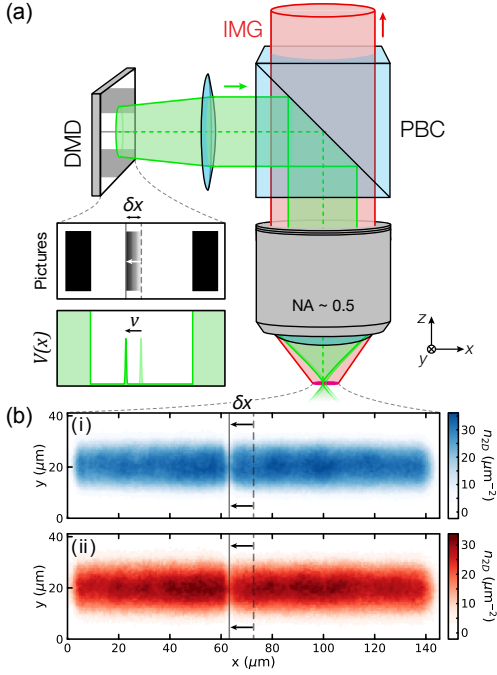 (a)
IMG
DMD
PBC
δx
Pictures
NA ~ 0.5
V(x)
v
z
y
x
(b)
δx
(i)
40
20
0
y (μm)
30
20
10
0
n2D (μm−2)
(ii)
40
20
0
y (μm)
0
20
40
60
80
100
120
140
x (μm)
30
20
10
0
n2D (μm−2)